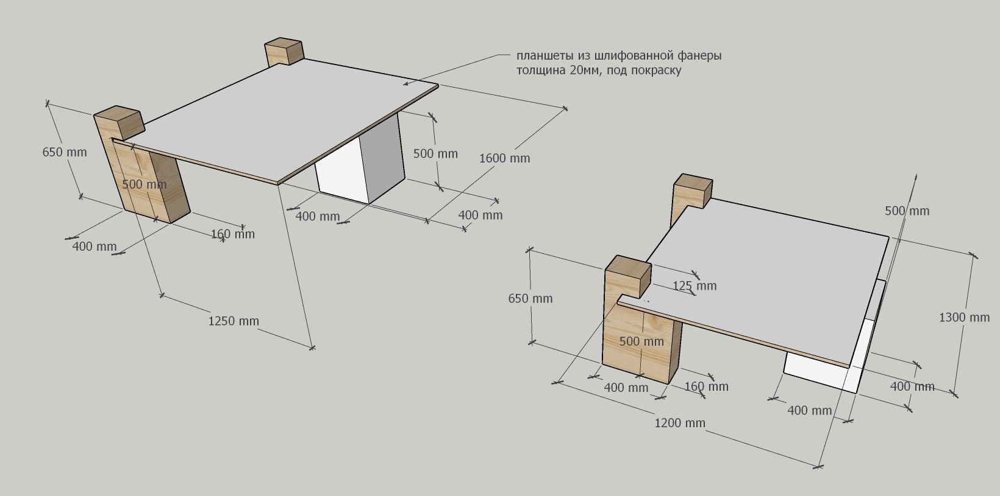 планшеты из шлифованной фанеры
толщина 20мм, под покраску
650 mm
500 mm
500 mm
1600 mm
400 mm
400 mm
160 mm
400 mm
1250 mm
500 mm
125 mm
650 mm
1300 mm
500 mm
400 mm
160 mm
400 mm
400 mm
1200 mm